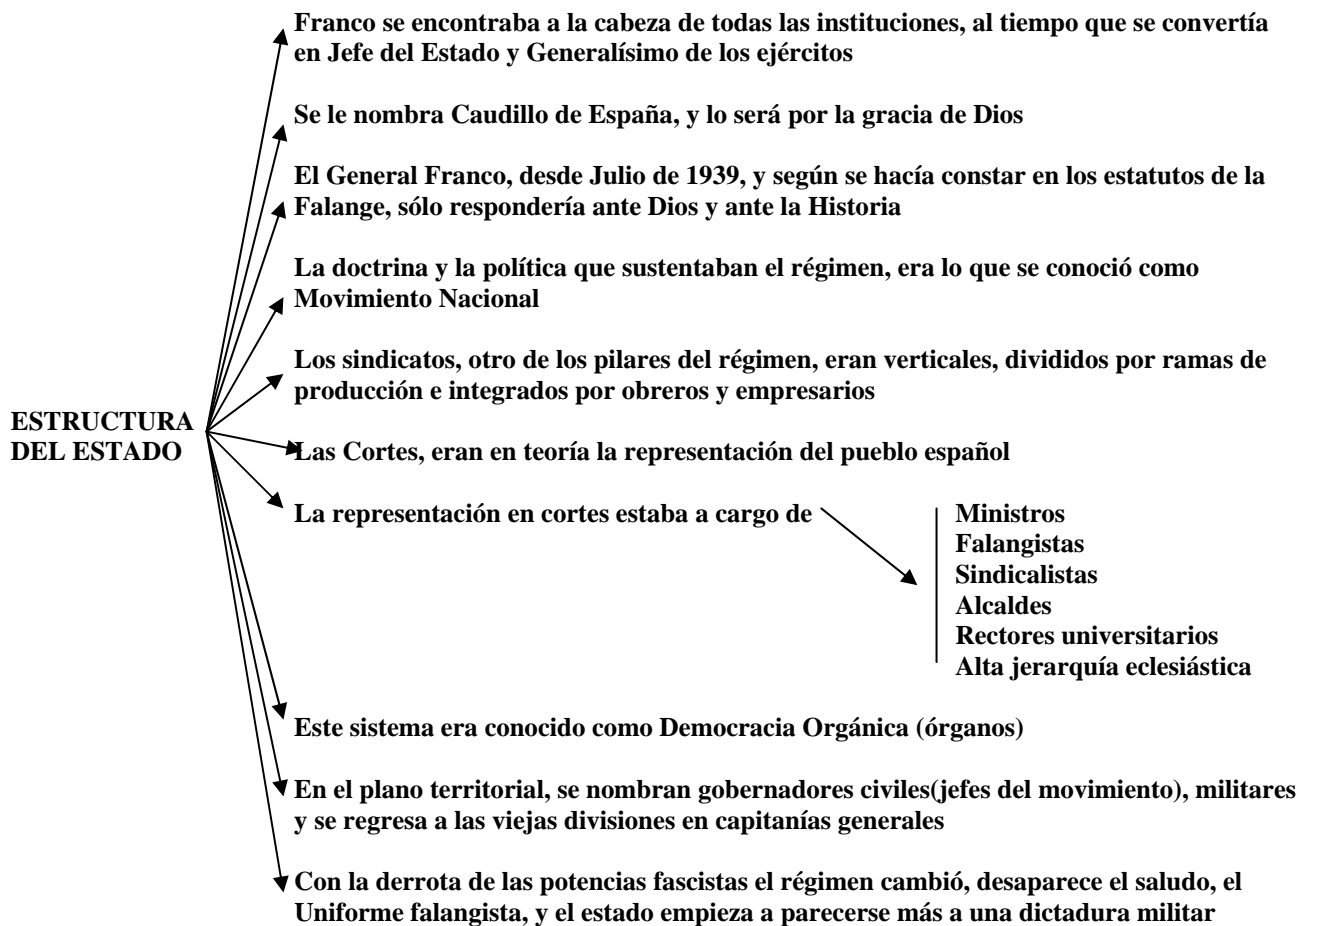 Franco se encontraba a la cabeza de todas las instituciones, al tiempo que se convertía
en Jefe del Estado y Generalísimo de los ejércitos
Se le nombra Caudillo de España, y lo será por la gracia de Dios
El General Franco, desde Julio de 1939, y según se hacía constar en los estatutos de la
Falange, sólo respondería ante Dios y ante la Historia
La doctrina y la política que sustentaban el régimen, era lo que se conoció como
Movimiento Nacional
Los sindicatos, otro de los pilares del régimen, eran verticales, divididos por ramas de
producción e integrados por obreros y empresarios
ESTRUCTURA
DEL ESTADO
Las Cortes, eran en teoría la representación del pueblo español
La representación en cortes estaba a cargo de
Ministros
Falangistas
Sindicalistas
Alcaldes
Rectores universitarios
Alta jerarquía eclesiástica
Este sistema era conocido como Democracia Orgánica (órganos)
En el plano territorial, se nombran gobernadores civiles(jefes del movimiento), militares
y se regresa a las viejas divisiones en capitanías generales
Con la derrota de las potencias fascistas el régimen cambió, desaparece el saludo, el
Uniforme falangista, y el estado empieza a parecerse más a una dictadura militar